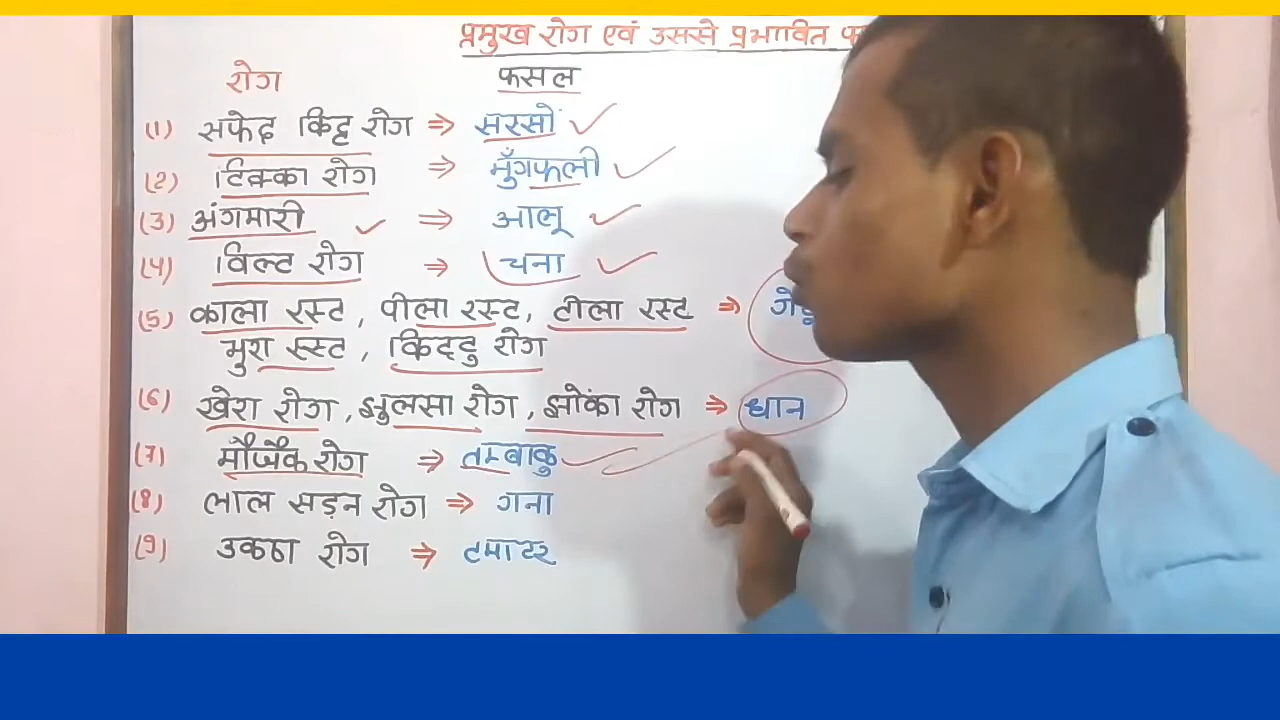 प्रमुख रोग एवं उससे प्रभावित
रोग फसल
(1) सफेद किट्ट रोग ⇒ सरसों ✓
(2) टिक्का रोग ⇒ मुँगफली ✓
(3) अंगमारी ✓ ⇒ आलू ✓
(4) विल्ट रोग ⇒ चना ✓
(5) काला रस्ट, पीला रस्ट, टीला रस्ट ⇒
भुरा रस्ट, किटटु रोग
(6) खैरा रोग, झुलसा रोग, झोंका रोग ⇒ धान
(7) मौजैक रोग ⇒ तम्बाकु ✓
(8) लाल सड़न रोग ⇒ गना
(9) उकठा रोग ⇒ टमाटर